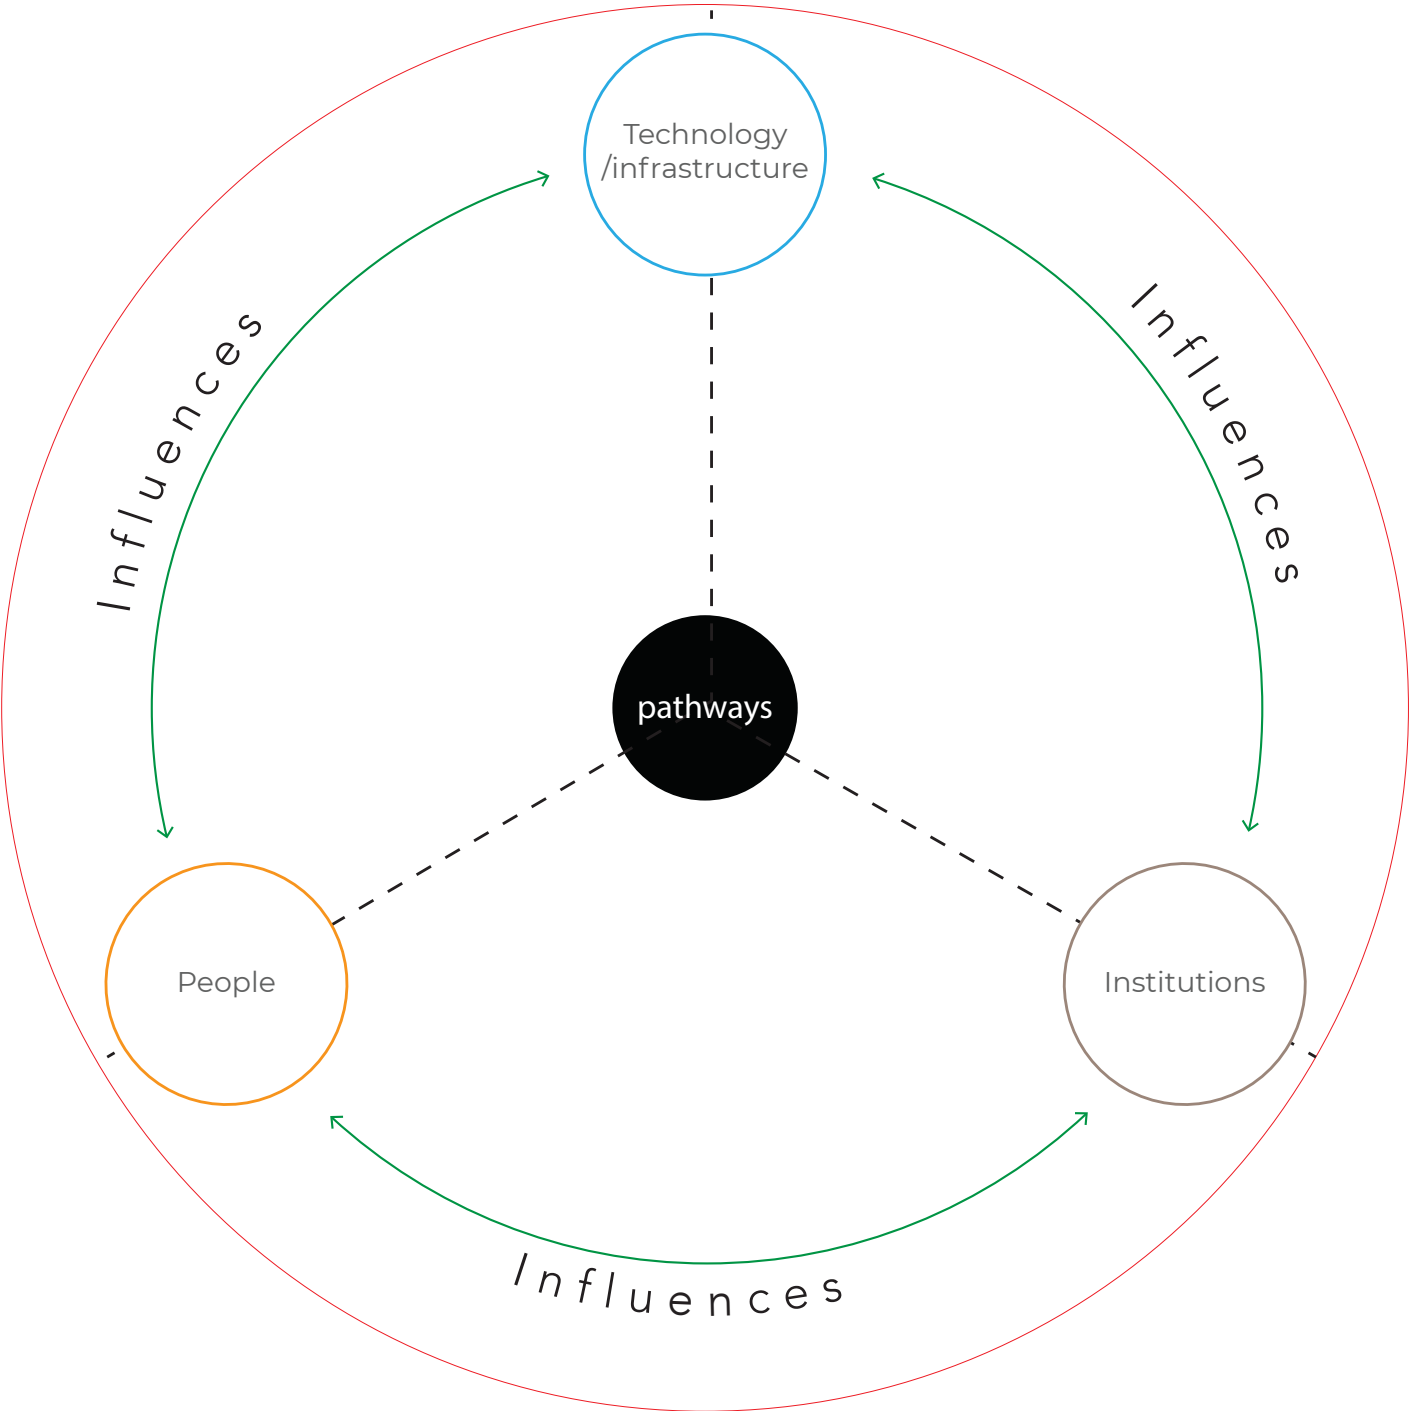 Technology
/infrastructure
Influences
Influences
pathways
People
Institutions
Influences